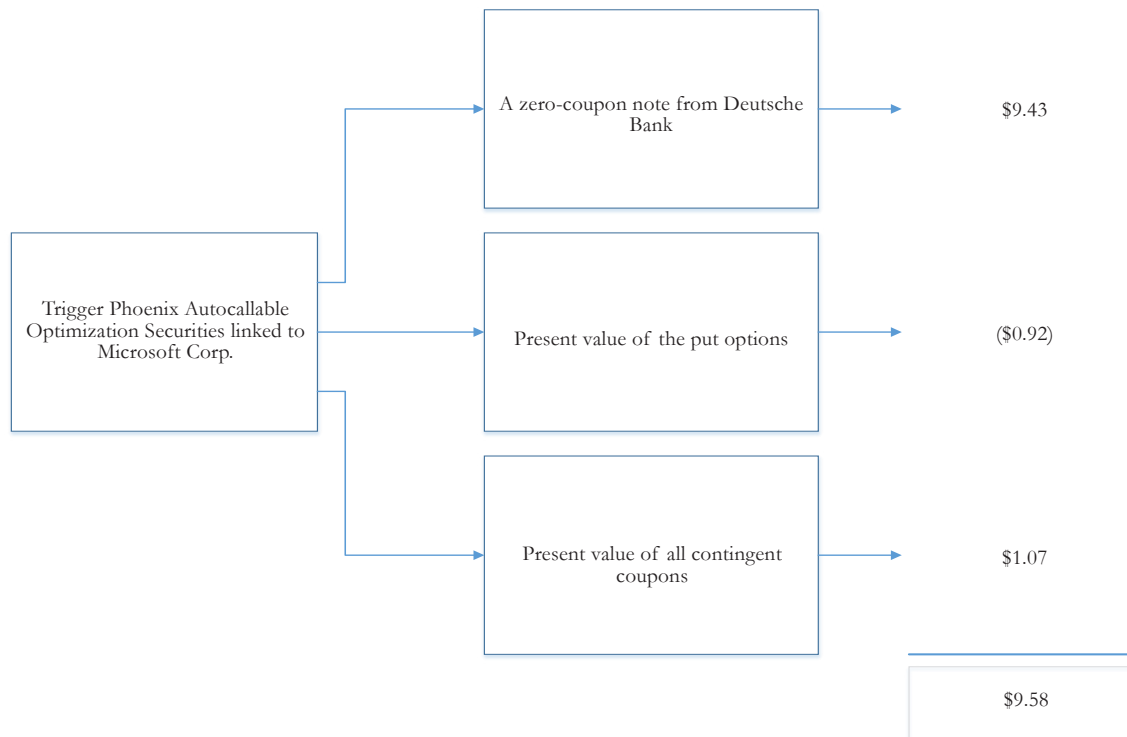 A zero-coupon note from Deutsche
Bank
$9.43
Trigger Phoenix Autocallable
Optimization Securities linked to
Microsoft Corp.
Present value of the put options
($0.92)
Present value of all contingent
coupons
$1.07
$9.58